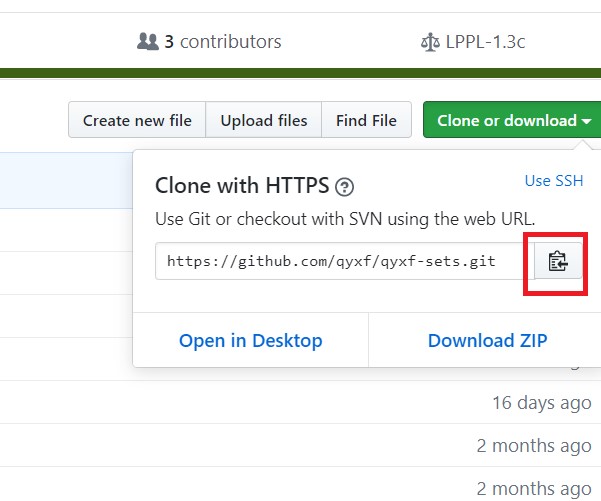 3 contributors
LPPL-1.3c
Create new file
Upload files
Find File
Clone or download
Clone with HTTPS
Use SSH
Use Git or checkout with SVN using the web URL.
https://github.com/qyxf/qyxf-sets.git
Open in Desktop
Download ZIP
16 days ago
2 months ago
2 months ago